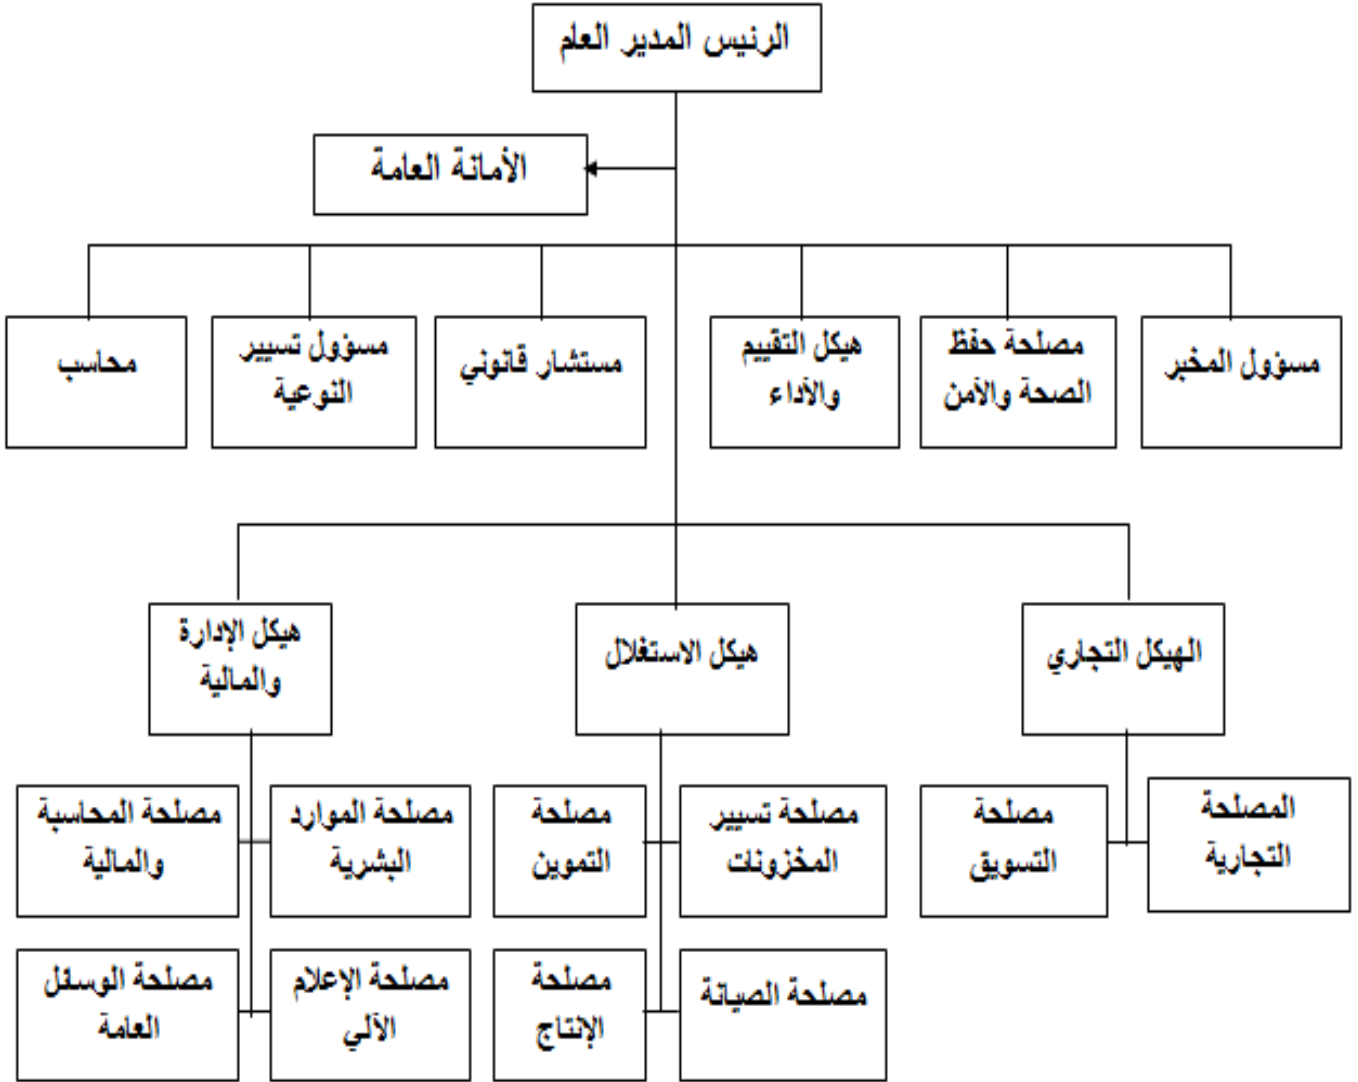 الرئيس المدير العام
الأمانة العامة
مسؤول المخبر
مصلحة حفظ
الصحة والأمن
هيكل التقييم
والأداء
مستشار قانوني
مسؤول تسيير
النوعية
محاسب
الهيكل التجاري
هيكل الاستغلال
هيكل الإدارة
والمالية
المصلحة
التجارية
مصلحة
التسويق
مصلحة تسيير
المخزونات
مصلحة
التموين
مصلحة الموارد
البشرية
مصلحة المحاسبة
والمالية
مصلحة الصيانة
مصلحة
الإنتاج
مصلحة الإعلام
الآلي
مصلحة الوسائل
العامة